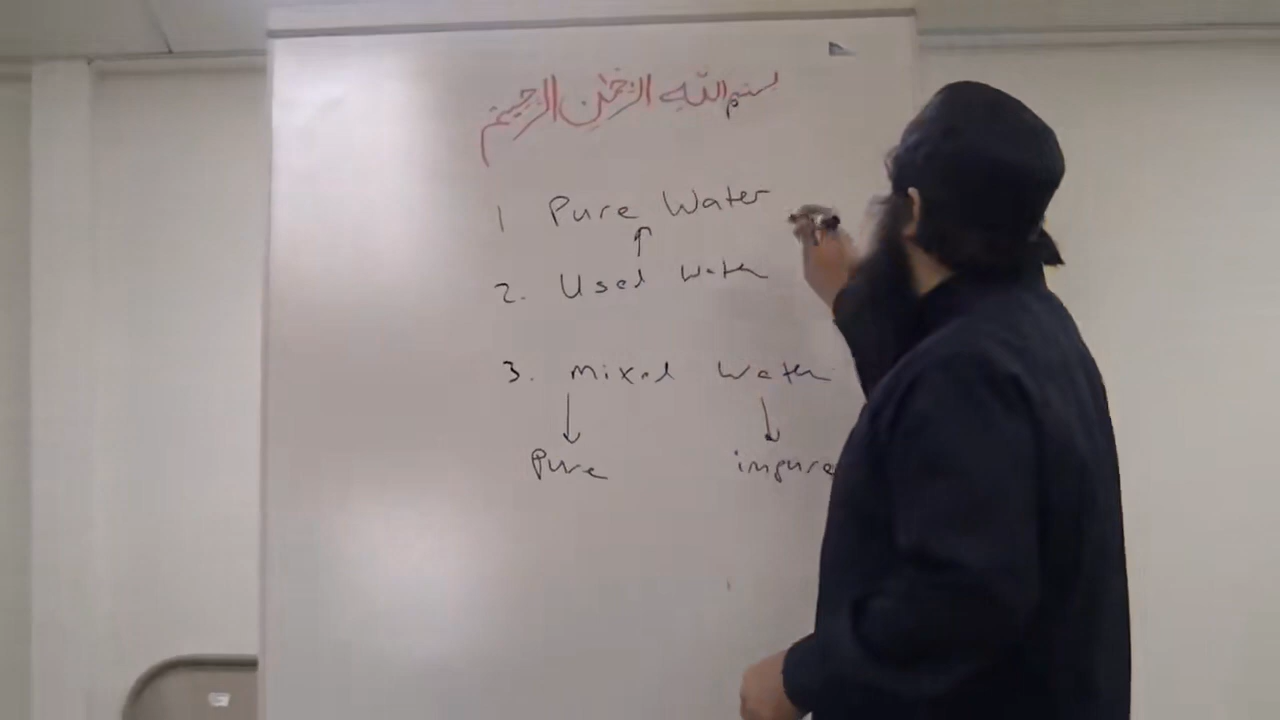 بسم الله الرحمن الرحيم
1 Pure Water
2. Used Water
3. Mixed Water
Pure impure